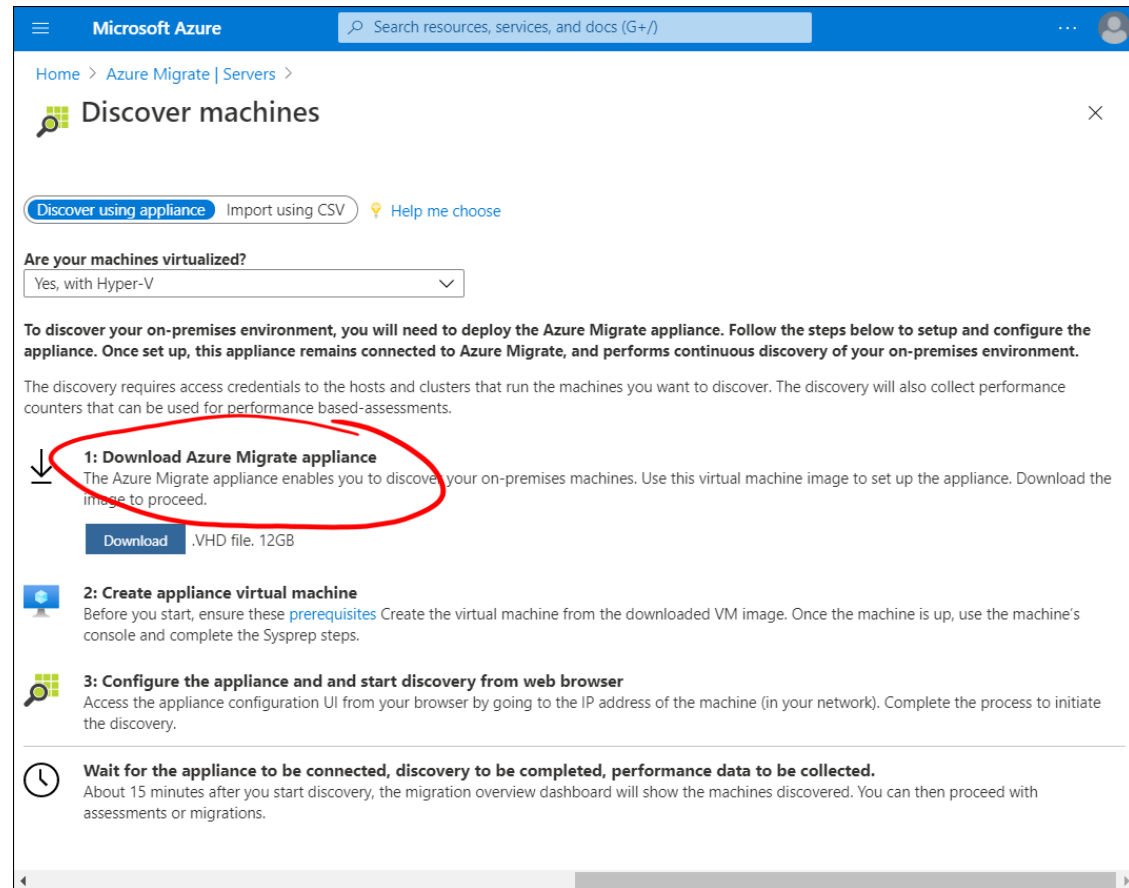 Microsoft Azure
Search resources, services, and docs (G+/)
Home > Azure Migrate | Servers >
Discover machines
Discover using appliance Import using CSV Help me choose
Are your machines virtualized?
Yes, with Hyper-V
To discover your on-premises environment, you will need to deploy the Azure Migrate appliance. Follow the steps below to setup and configure the
appliance. Once set up, this appliance remains connected to Azure Migrate, and performs continuous discovery of your on-premises environment.
The discovery requires access credentials to the hosts and clusters that run the machines you want to discover. The discovery will also collect performance
counters that can be used for performance based-assessments.
1: Download Azure Migrate appliance
The Azure Migrate appliance enables you to discover your on-premises machines. Use this virtual machine image to set up the appliance. Download the
image to proceed.
Download .VHD file. 12GB
2: Create appliance virtual machine
Before you start, ensure these prerequisites Create the virtual machine from the downloaded VM image. Once the machine is up, use the machine's
console and complete the Sysprep steps.
3: Configure the appliance and and start discovery from web browser
Access the appliance configuration UI from your browser by going to the IP address of the machine (in your network). Complete the process to initiate
the discovery.
Wait for the appliance to be connected, discovery to be completed, performance data to be collected.
About 15 minutes after you start discovery, the migration overview dashboard will show the machines discovered. You can then proceed with
assessments or migrations.